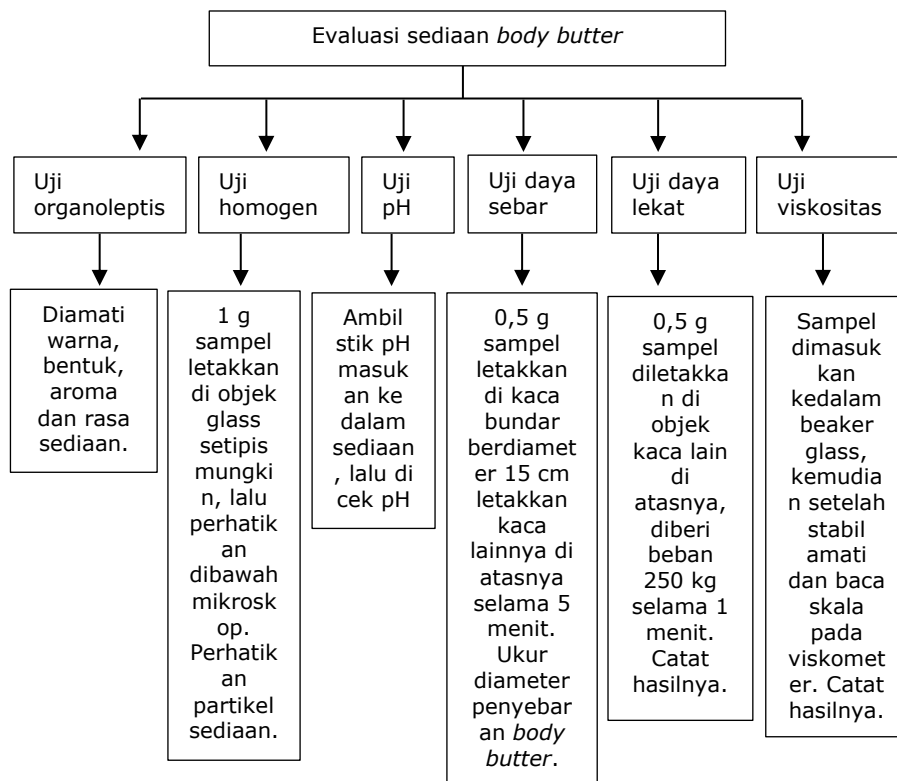 Evaluasi sediaan body butter
Uji
organoleptis
Uji
homogen
Uji
pH
Uji daya
sebar
Uji daya
lekat
Uji
viskositas
Diamati
warna,
bentuk,
aroma
dan rasa
sediaan.
1 g
sampel
letakkan
di objek
glass
setipis
mungki
n, lalu
perhatik
an
dibawah
mikrosk
op.
Perhatik
an
partikel
sediaan.
Ambil
stik pH
masuk
an ke
dalam
sediaan
, lalu di
cek pH
0,5 g
sampel
letakkan
di kaca
bundar
berdiamet
er 15 cm
letakkan
kaca
lainnya di
atasnya
selama 5
menit.
Ukur
diameter
penyebar
an body
butter.
0,5 g
sampel
diletakka
n di
objek
kaca lain
di
atasnya,
diberi
beban
250 kg
selama 1
menit.
Catat
hasilnya.
Sampel
dimasuk
kan
kedalam
beaker
glass,
kemudia
n setelah
stabil
amati
dan baca
skala
pada
viskomet
er. Catat
hasilnya.